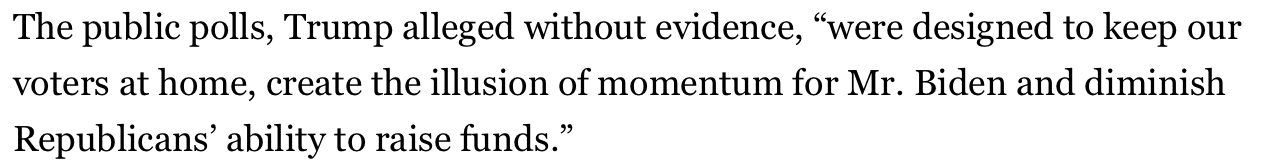 The public polls, Trump alleged without evidence, “were designed to keep our
voters at home, create the illusion of momentum for Mr. Biden and diminish
Republicans’ ability to raise funds.”